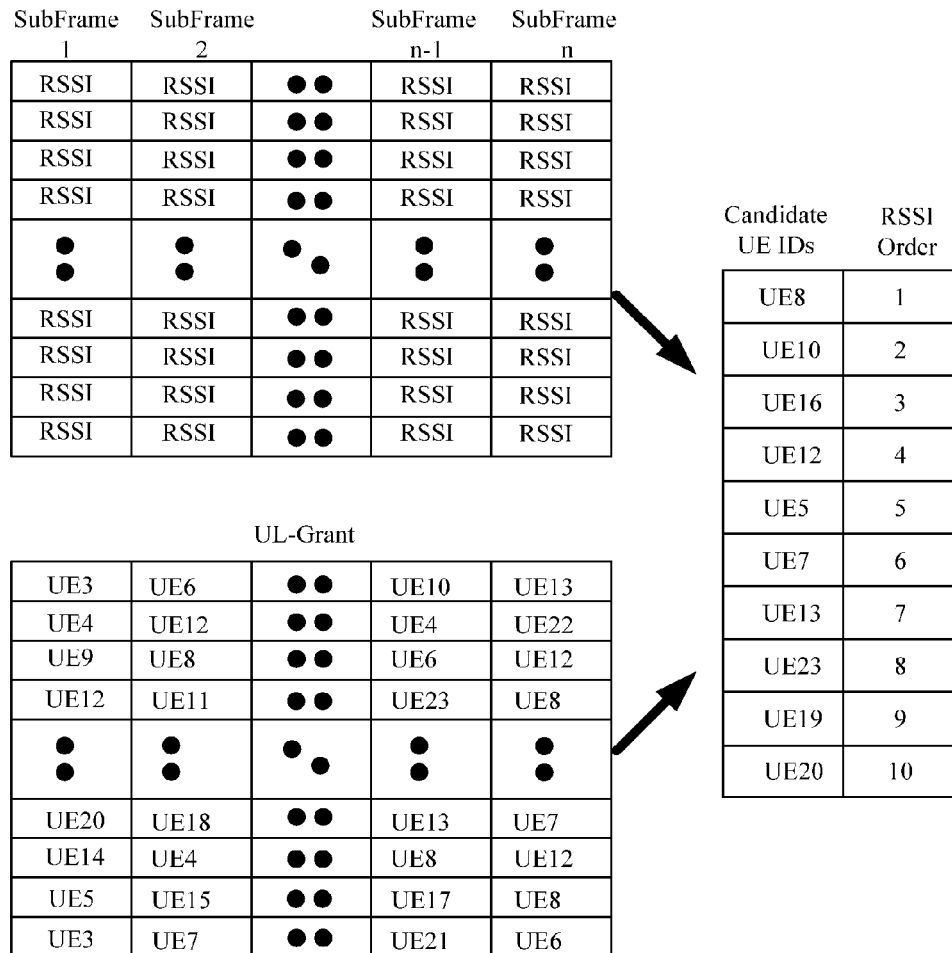 SubFrame SubFrame SubFrame SubFrame
1 2 n-1 n
RSSI RSSI RSSI RSSI
RSSI RSSI RSSI RSSI
RSSI RSSI RSSI RSSI
RSSI RSSI RSSI RSSI
RSSI RSSI RSSI RSSI
RSSI RSSI RSSI RSSI
RSSI RSSI RSSI RSSI
RSSI RSSI RSSI RSSI
UL-Grant
UE3 UE6 UE10 UE13
UE4 UE12 UE4 UE22
UE9 UE8 UE6 UE12
UE12 UE11 UE23 UE8
UE20 UE18 UE13 UE7
UE14 UE4 UE8 UE12
UE5 UE15 UE17 UE8
UE3 UE7 UE21 UE6
Candidate RSSI
UE IDs Order
UE8 1
UE10 2
UE16 3
UE12 4
UE5 5
UE7 6
UE13 7
UE23 8
UE19 9
UE20 10